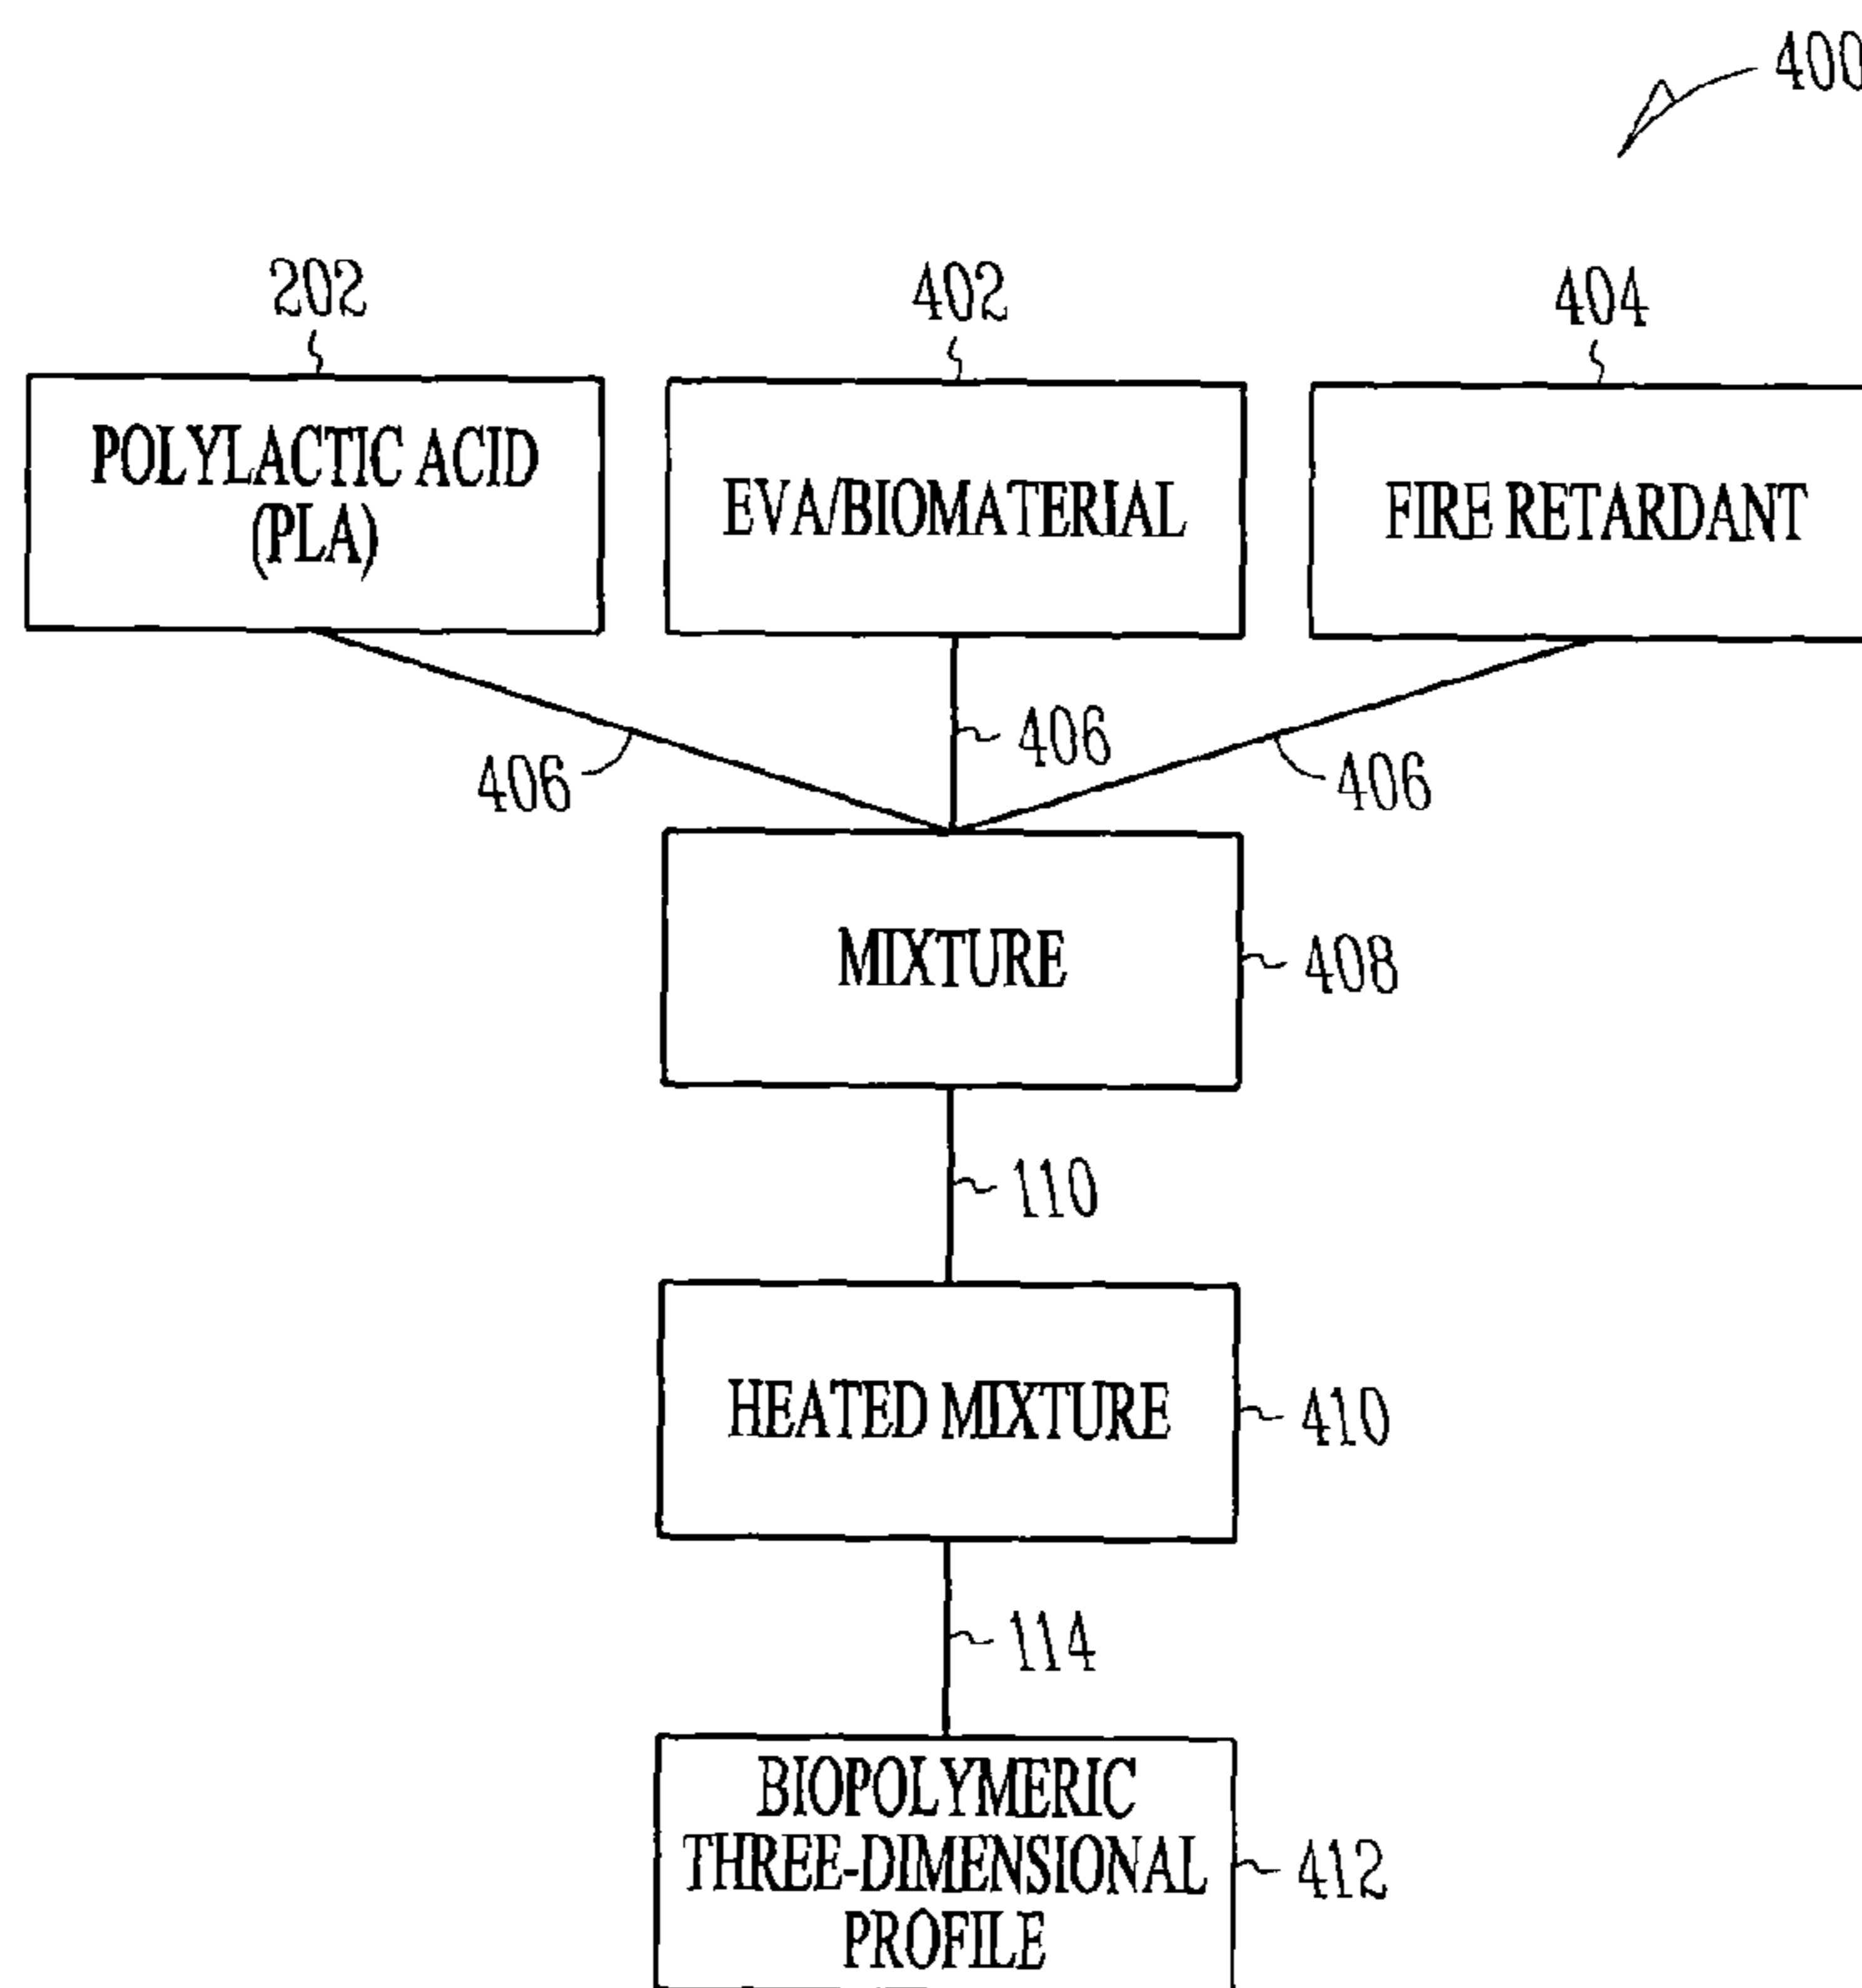 400
202
402
404
POLYLACTIC ACID
(PLA)
EVA/BIOMATERIAL
FIRE RETARDANT
406
406
406
MIXTURE
408
110
HEATED MIXTURE
410
114
BIOPOLYMERIC
THREE-DIMENSIONAL
PROFILE
412